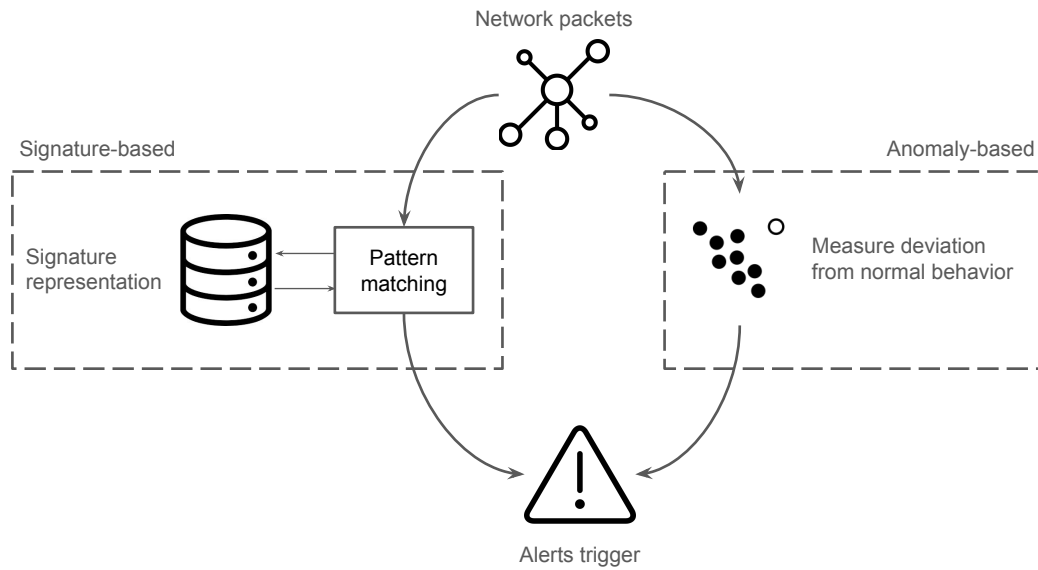 Network packets
Signature-based
Anomaly-based
Signature
representation
Pattern
matching
Measure deviation
from normal behavior
Alerts trigger